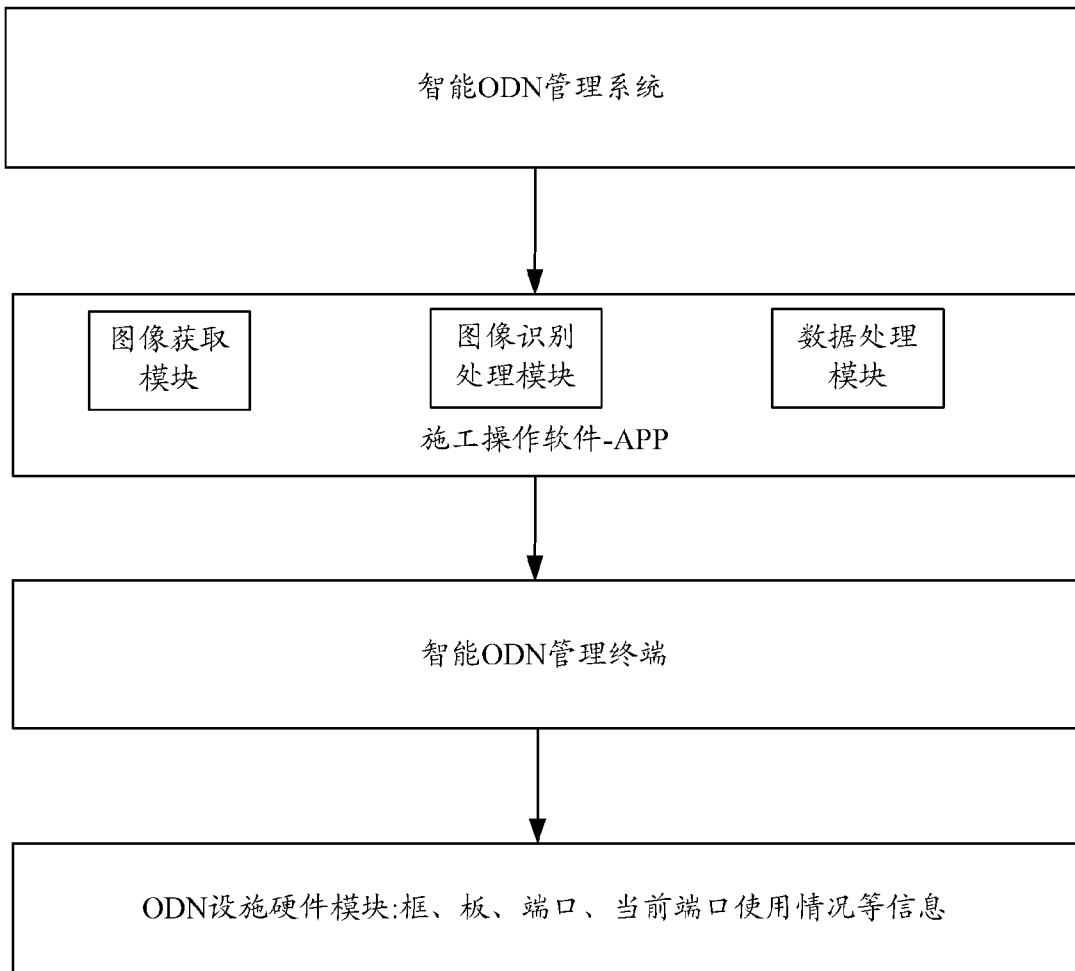 智能ODN管理系统
图像获取
模块
图像识别
处理模块
数据处理
模块
施工操作软件-APP
智能ODN管理终端
ODN设施硬件模块:框、板、端口、当前端口使用情况等信息